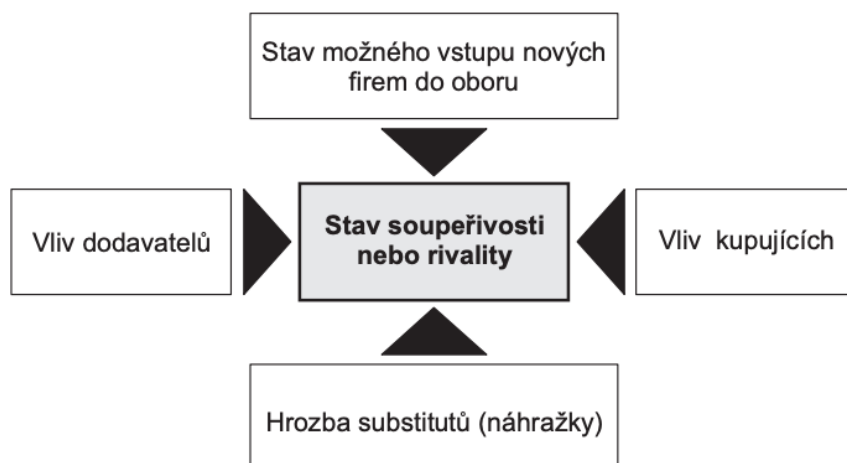 Stav možného vstupu nových
firem do oboru
Vliv dodavatelů
Stav soupeřivosti
nebo rivality
Vliv kupujících
Hrozba substitutů (náhražky)